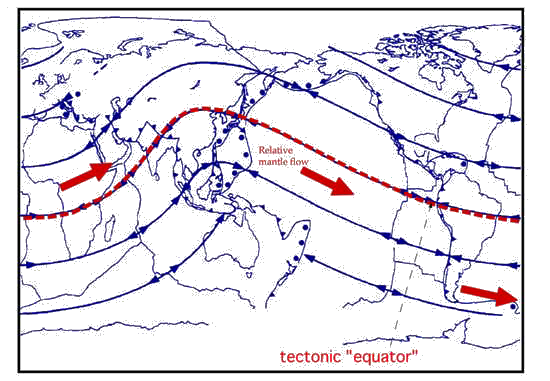 Relative
mantle flow
tectonic "equator"